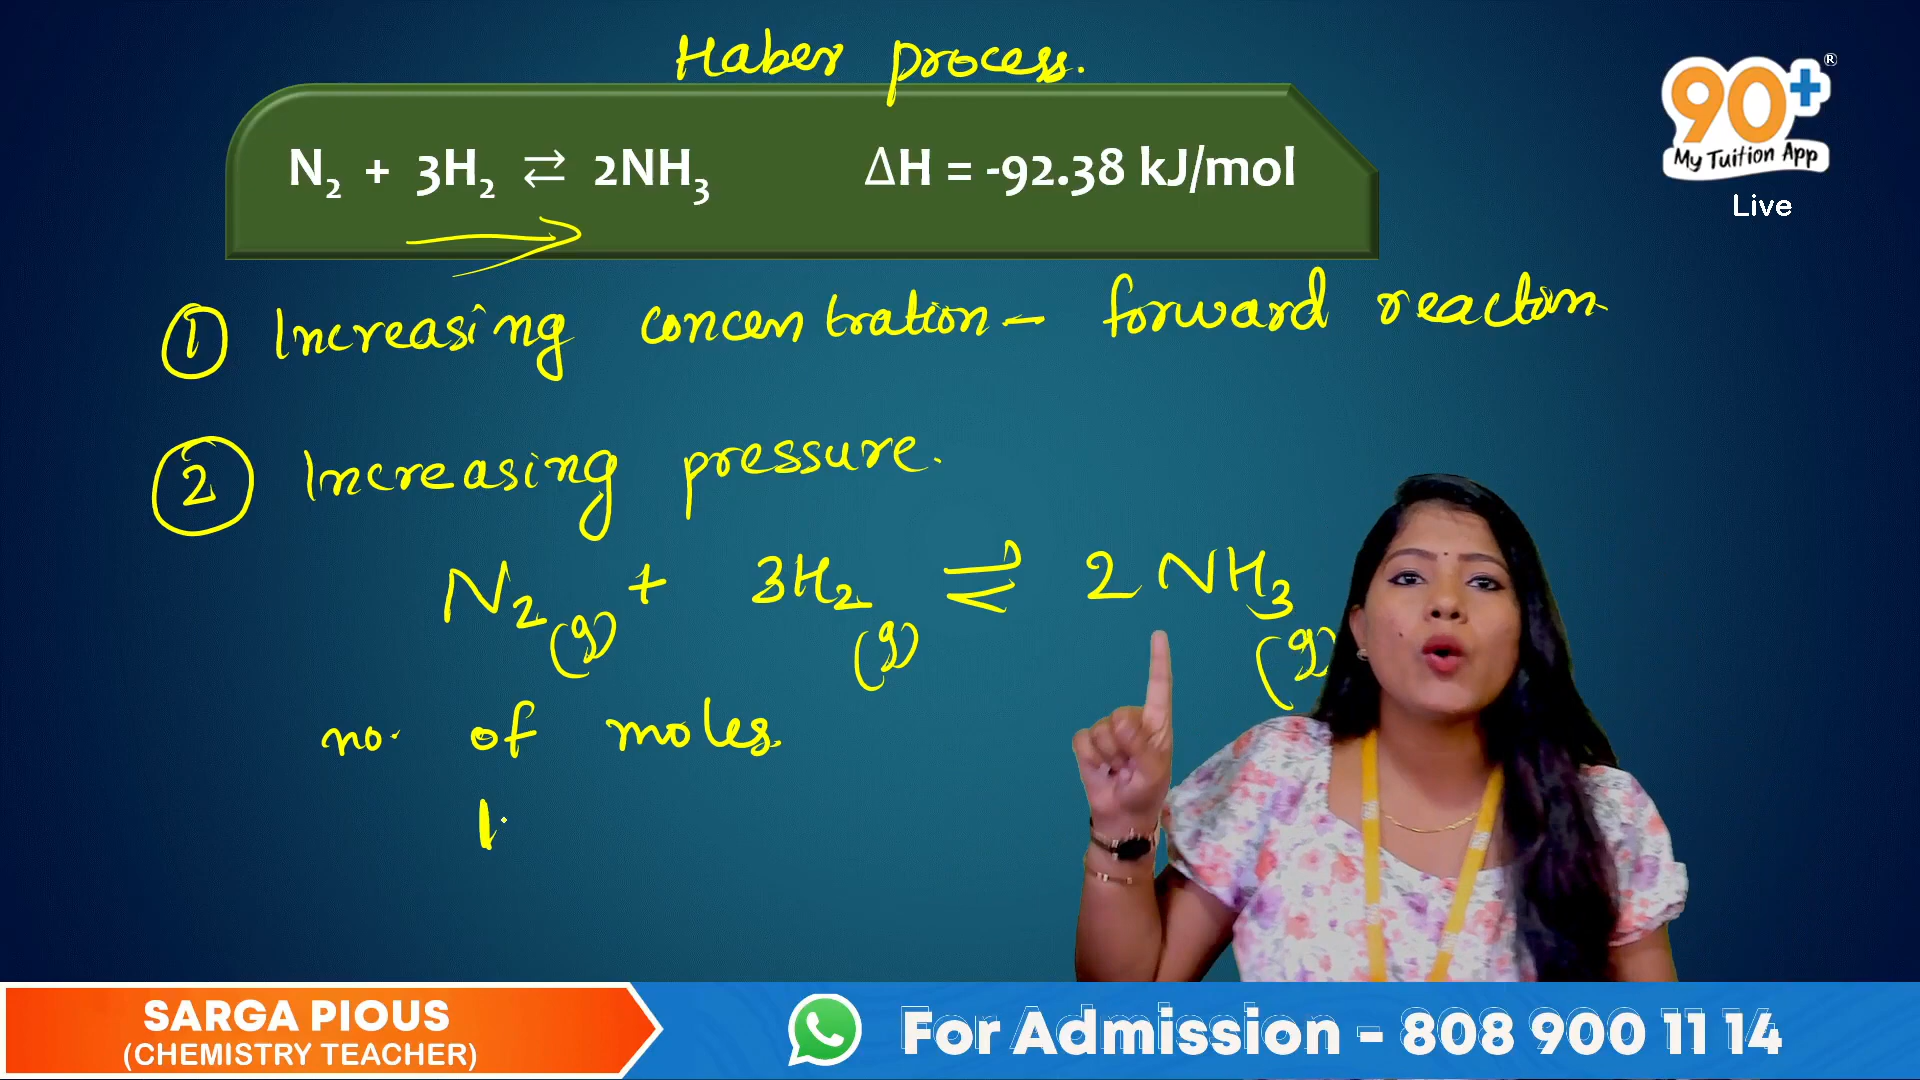 Haber process.
N₂ + 3H₂ ⇄ 2NH₃ ΔH = -92.38 kJ/mol
90+®
My Tuition App
Live
① Increasing concentration – forward reaction
② Increasing pressure.
N₂(g) + 3H₂(g) ⇌ 2NH₃(g)
no. of moles.
1
SARGA PIOUS
(CHEMISTRY TEACHER)
For Admission - 808 900 11 14